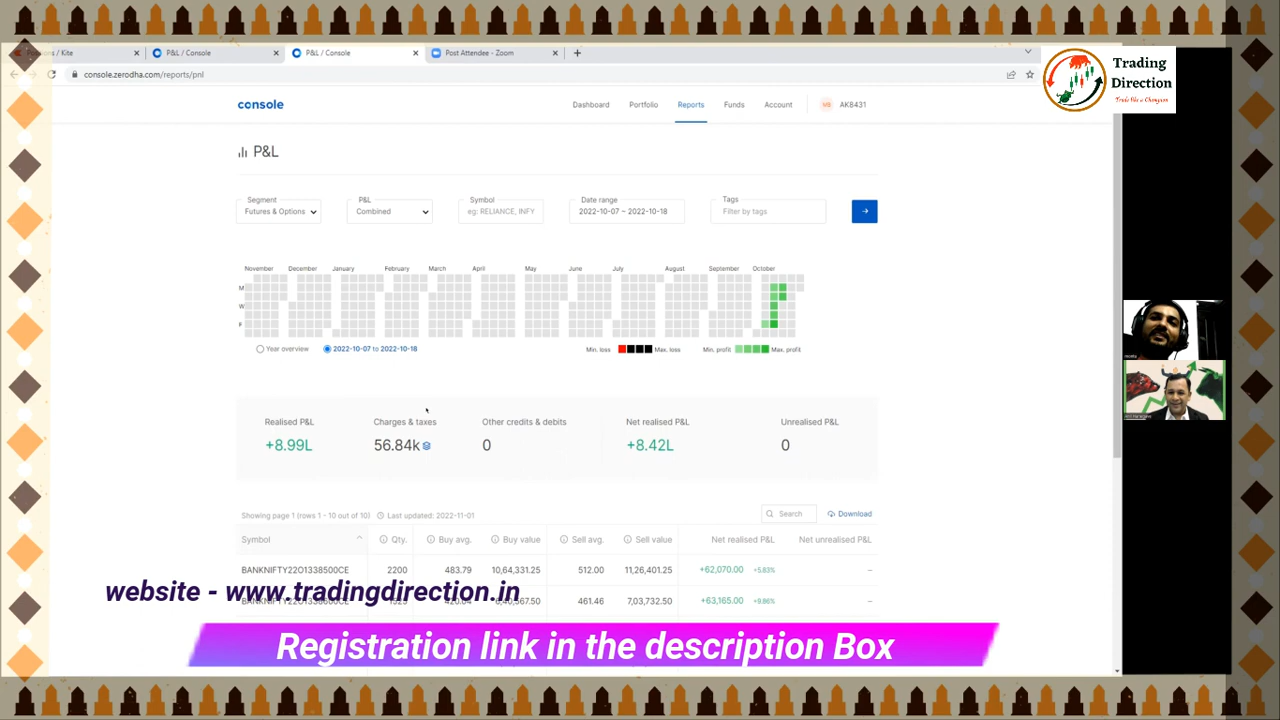 Positions / Kite
P&L / Console
P&L / Console
Post Attendee - Zoom
console.zerodha.com/reports/pnl
Trading
Direction
Trade like a Champion
console
Dashboard Portfolio Reports Funds Account AK8431
P&L
Segment P&L Symbol Date range Tags
Futures & Options Combined eg: RELIANCE, INFY 2022-10-07 ~ 2022-10-18 Filter by tags
November December January February March April May June July August September October
M
W
F
Year overview 2022-10-07 to 2022-10-18 Min. loss Max. loss Min. profit Max. profit
Realised P&L Charges & taxes Other credits & debits Net realised P&L Unrealised P&L
+8.99L 56.84k 0 +8.42L 0
Showing page 1 (rows 1 - 10 out of 10) Last updated: 2022-11-01 Search Download
Symbol Qty. Buy avg. Buy value Sell avg. Sell value Net realised P&L Net unrealised P&L
BANKNIFTY22O1338500CE 2200 483.79 10,64,331.25 512.00 11,26,401.25 +62,070.00 +5.83% –
461.46 7,03,732.50 +63,165.00 +9.86% –
website - www.tradingdirection.in
Registration link in the description Box